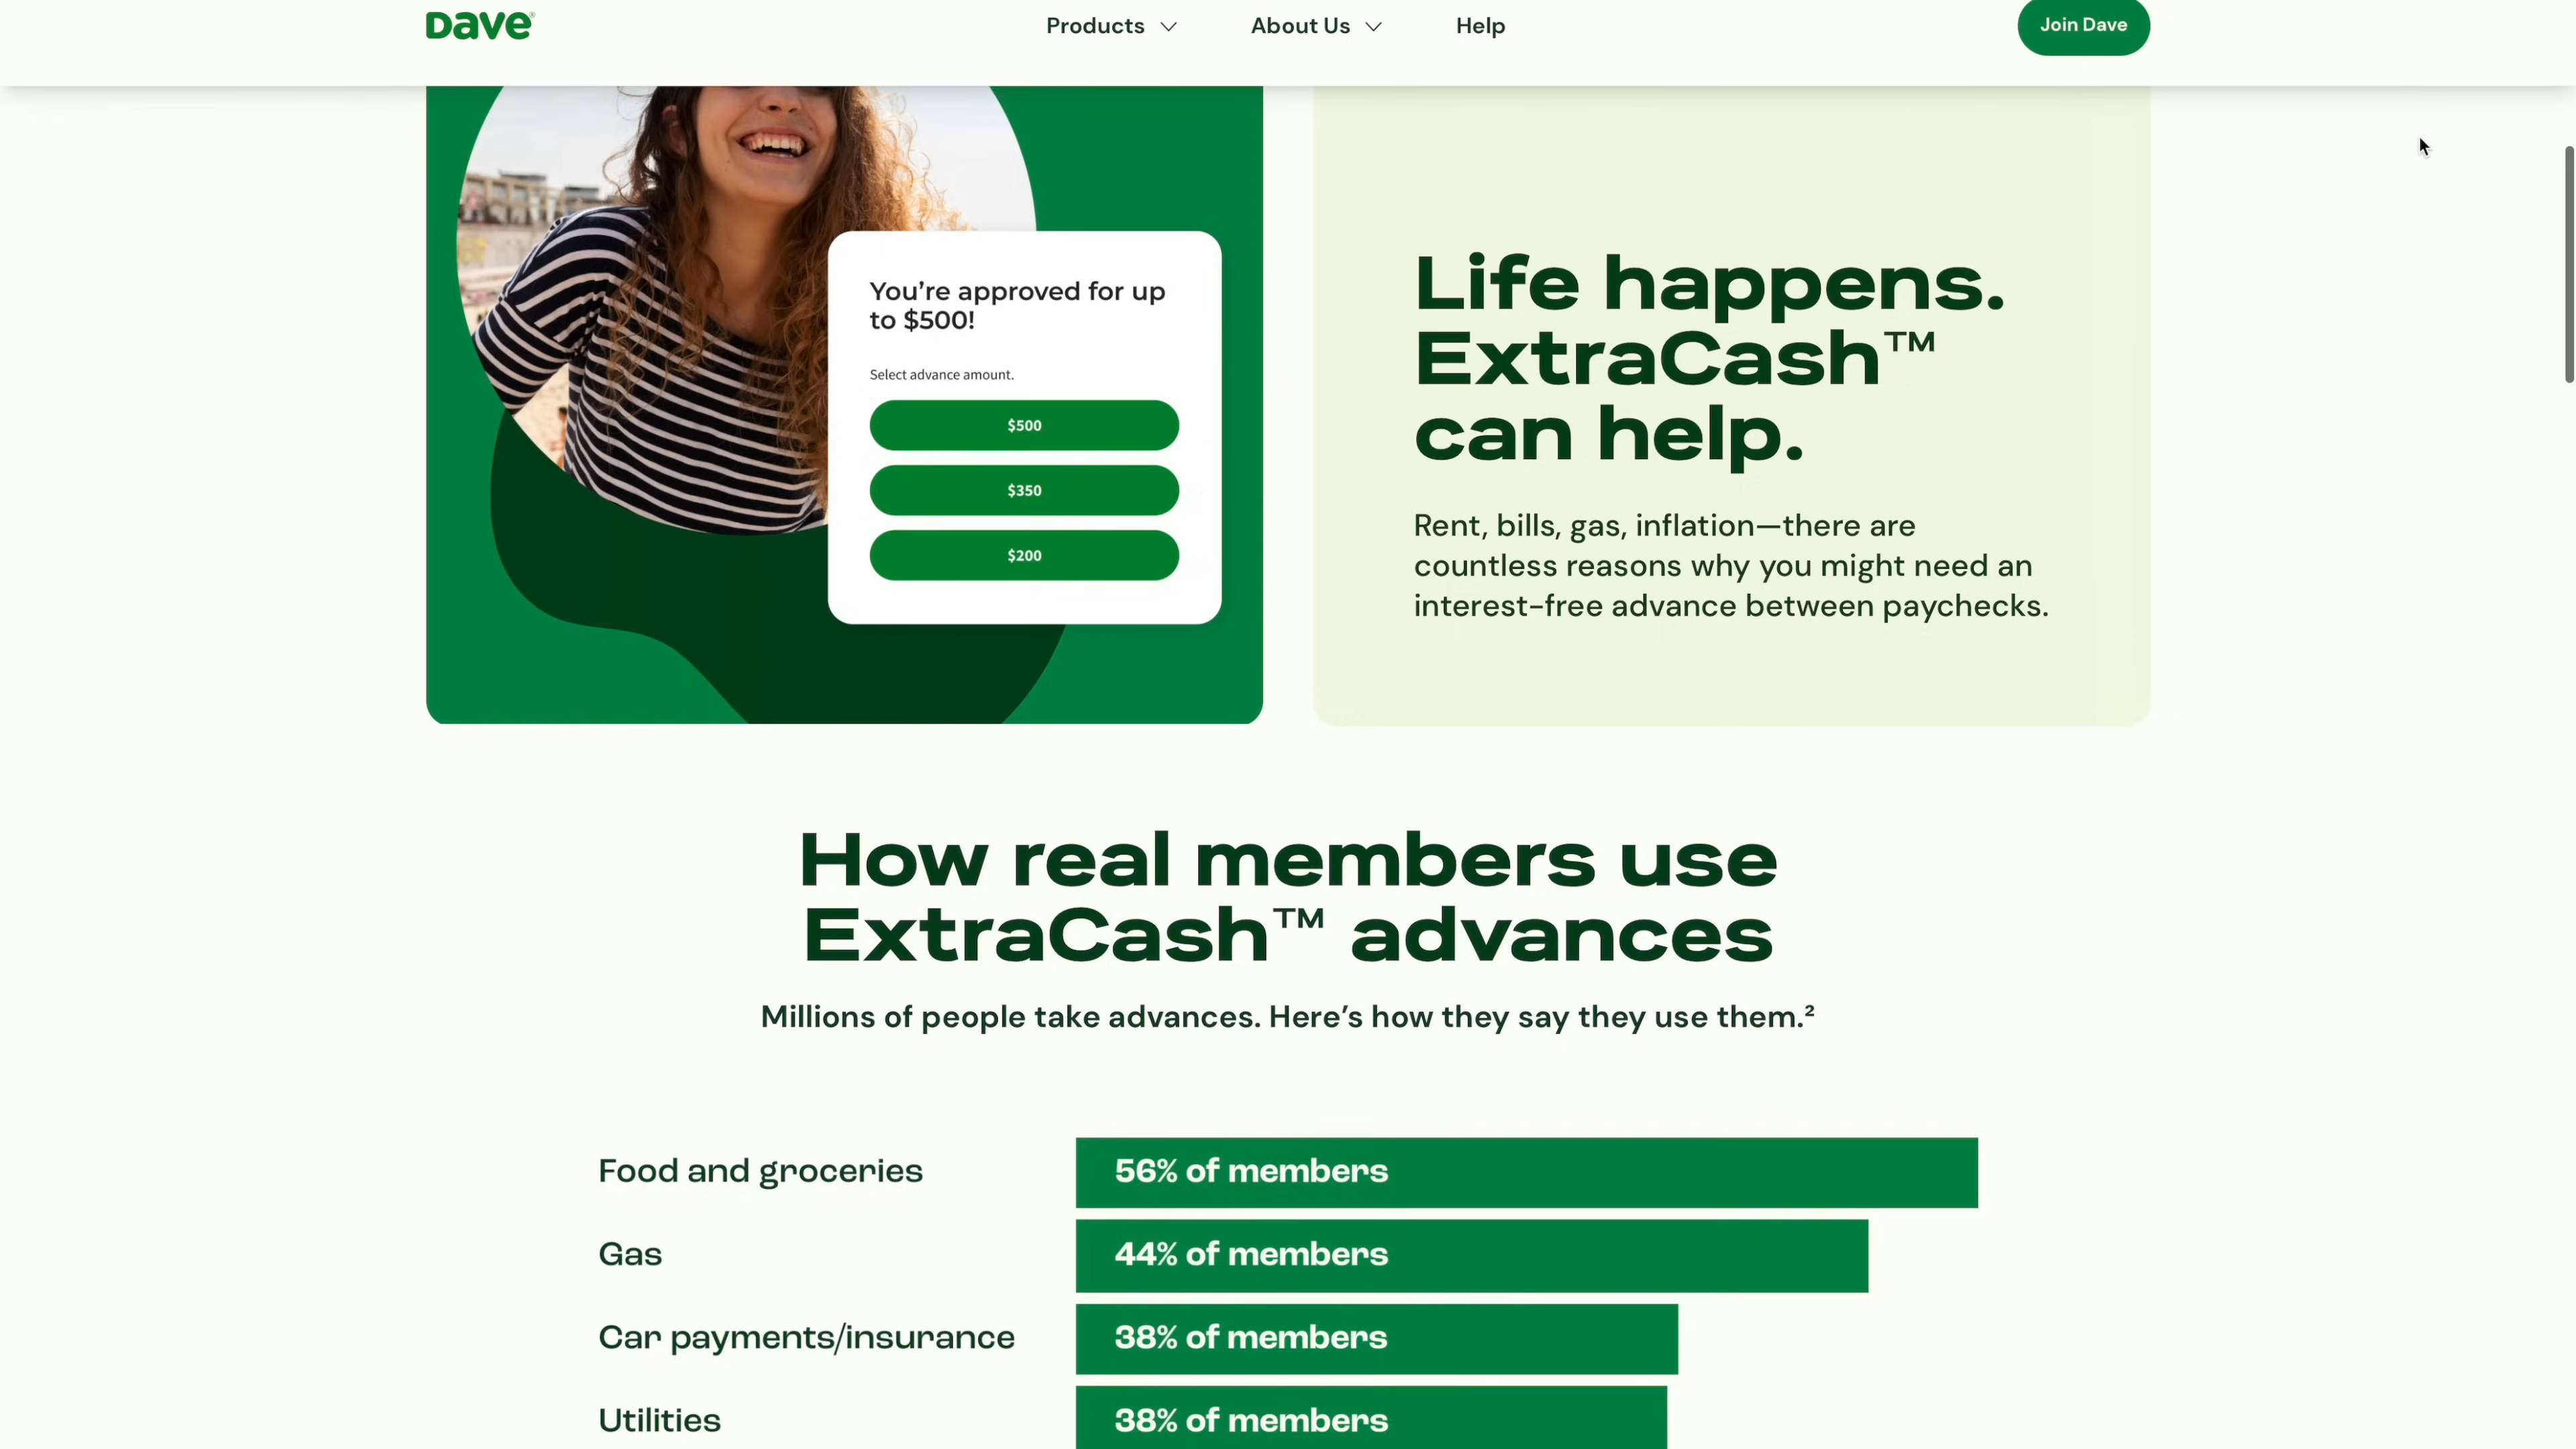 Dave®
Products
About Us
Help
Join Dave
You’re approved for up
to $500!
Select advance amount.
$500
$350
$200
Life happens.
ExtraCash™
can help.
Rent, bills, gas, inflation—there are
countless reasons why you might need an
interest-free advance between paychecks.
How real members use
ExtraCash™ advances
Millions of people take advances. Here’s how they say they use them.²
Food and groceries
56% of members
Gas
44% of members
Car payments/insurance
38% of members
Utilities
38% of members